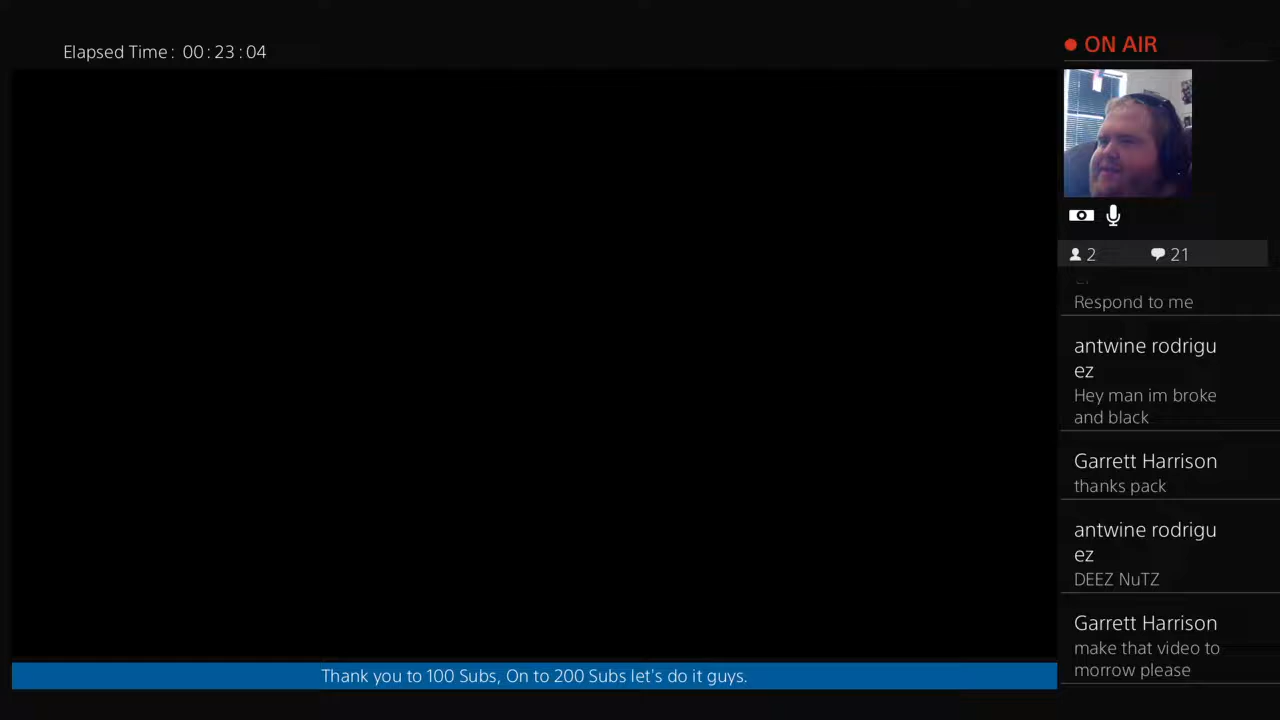 Elapsed Time: 00:23:04
ON AIR
2
21
Respond to me
antwine rodrigu
ez
Hey man im broke
and black
Garrett Harrison
thanks pack
antwine rodrigu
ez
DEEZ NuTZ
Garrett Harrison
make that video to
morrow please
Thank you to 100 Subs, On to 200 Subs let's do it guys.